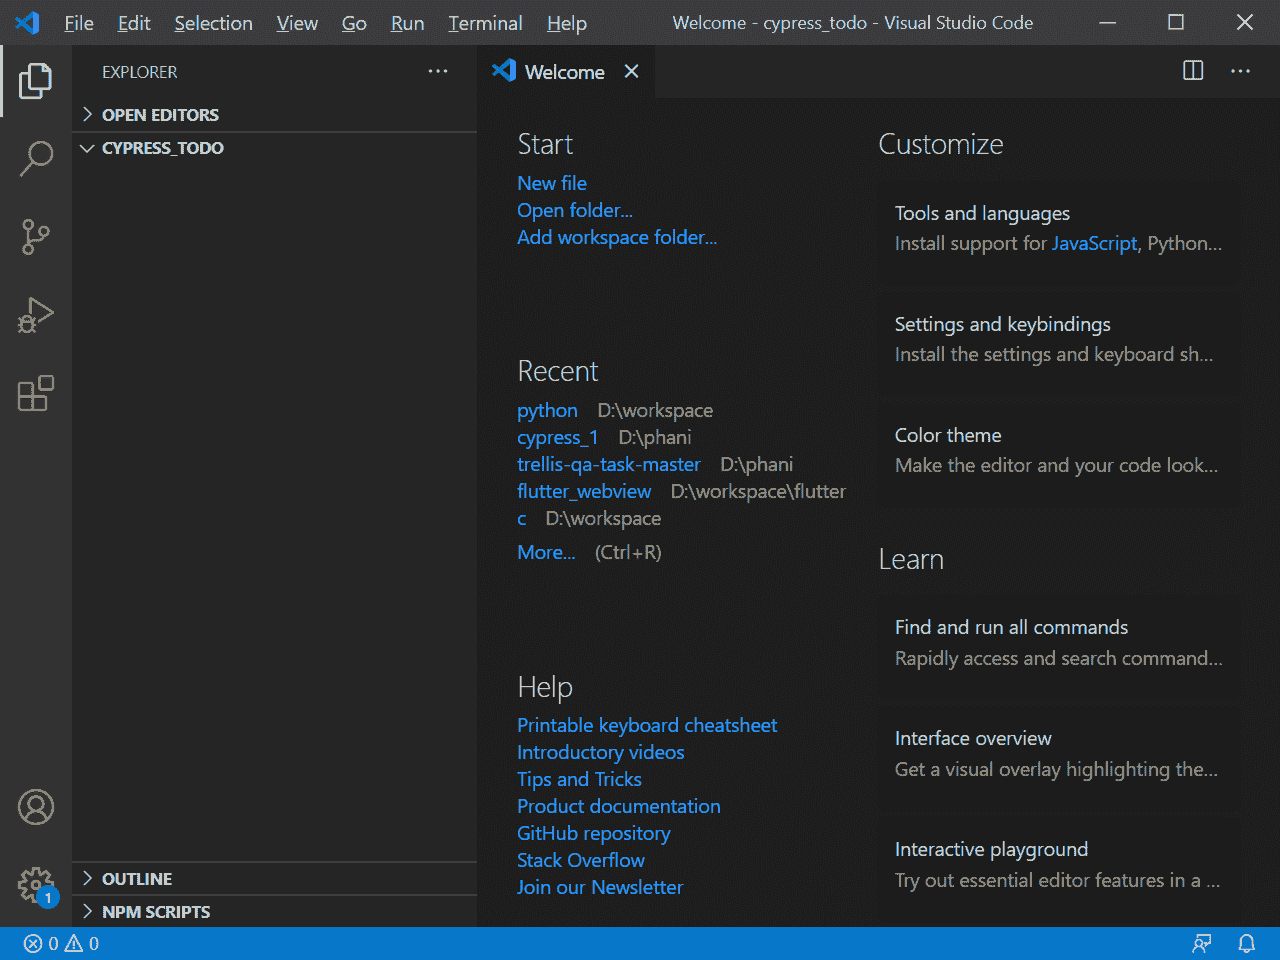 File Edit Selection View Go Run Terminal Help Welcome - cypress_todo - Visual Studio Code
EXPLORER
OPEN EDITORS
CYPRESS_TODO
OUTLINE
NPM SCRIPTS
Welcome
Start
New file
Open folder...
Add workspace folder...
Recent
python D:\workspace
cypress_1 D:\phani
trellis-qa-task-master D:\phani
flutter_webview D:\workspace\flutter
c D:\workspace
More... (Ctrl+R)
Help
Printable keyboard cheatsheet
Introductory videos
Tips and Tricks
Product documentation
GitHub repository
Stack Overflow
Join our Newsletter
Customize
Tools and languages
Install support for JavaScript, Python...
Settings and keybindings
Install the settings and keyboard sh...
Color theme
Make the editor and your code look...
Learn
Find and run all commands
Rapidly access and search command...
Interface overview
Get a visual overlay highlighting the...
Interactive playground
Try out essential editor features in a ...
1
0 0